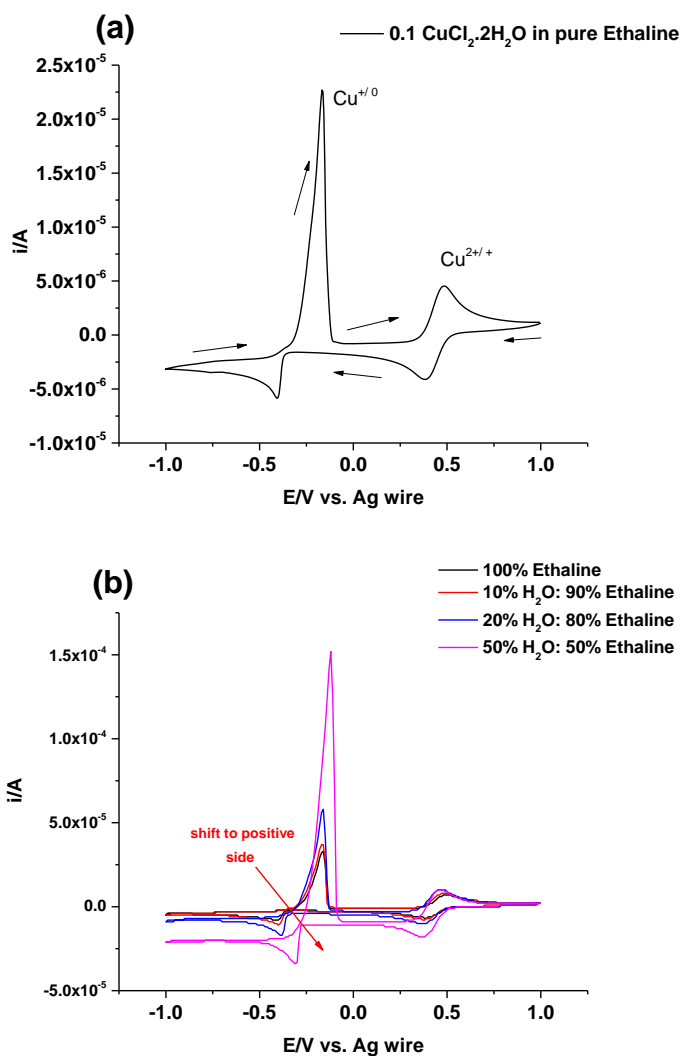 (a)
0.1 CuCl₂.2H₂O in pure Ethaline
2.5x10⁻⁵
2.0x10⁻⁵
1.5x10⁻⁵
1.0x10⁻⁵
5.0x10⁻⁶
0.0
-5.0x10⁻⁶
-1.0x10⁻⁵
i/A
Cu⁺/⁰
Cu²⁺/⁺
-1.0 -0.5 0.0 0.5 1.0
E/V vs. Ag wire
(b)
100% Ethaline
10% H₂O: 90% Ethaline
20% H₂O: 80% Ethaline
50% H₂O: 50% Ethaline
1.5x10⁻⁴
1.0x10⁻⁴
5.0x10⁻⁵
0.0
-5.0x10⁻⁵
i/A
shift to positive
side
-1.0 -0.5 0.0 0.5 1.0
E/V vs. Ag wire